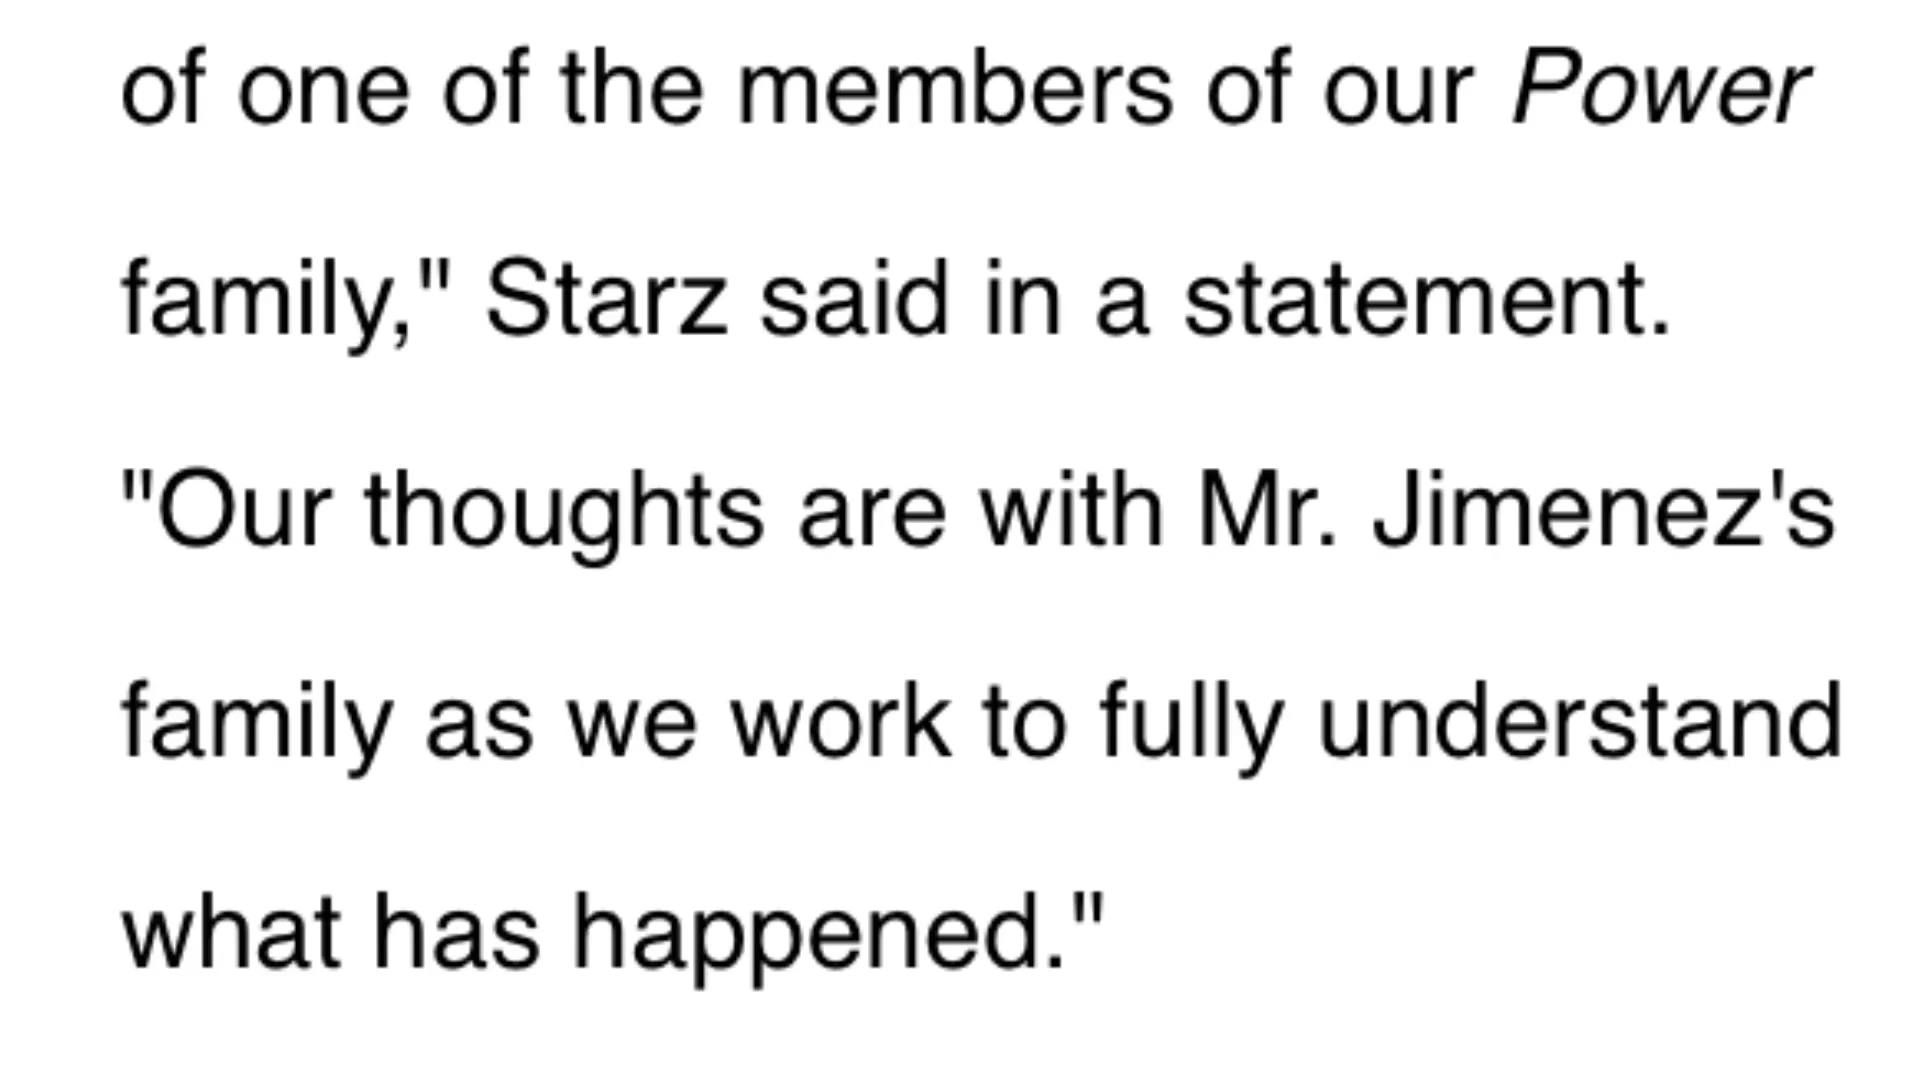 of one of the members of our Power
family," Starz said in a statement.
"Our thoughts are with Mr. Jimenez's
family as we work to fully understand
what has happened."